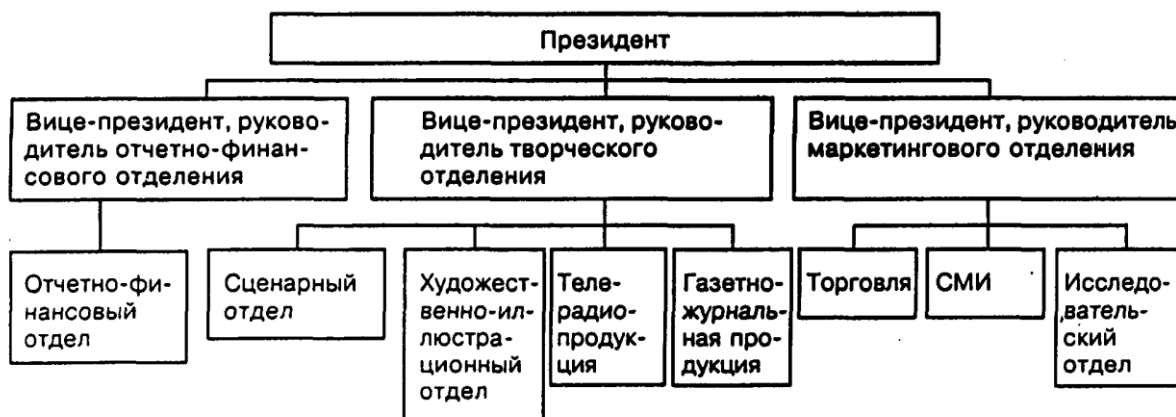 Президент
Вице-президент, руково-
дитель отчетно-финан-
сового отделения
Вице-президент, руково-
дитель творческого
отделения
Вице-президент, руководитель
маркетингового отделения
Отчетно-фи-
нансовый
отдел
Сценарный
отдел
Художест-
венно-ил-
люстра-
ционный
отдел
Теле-
радио-
продук-
ция
Газетно-
журналь-
ная про-
дукция
Торговля
СМИ
Исследо-
ватель-
ский
отдел